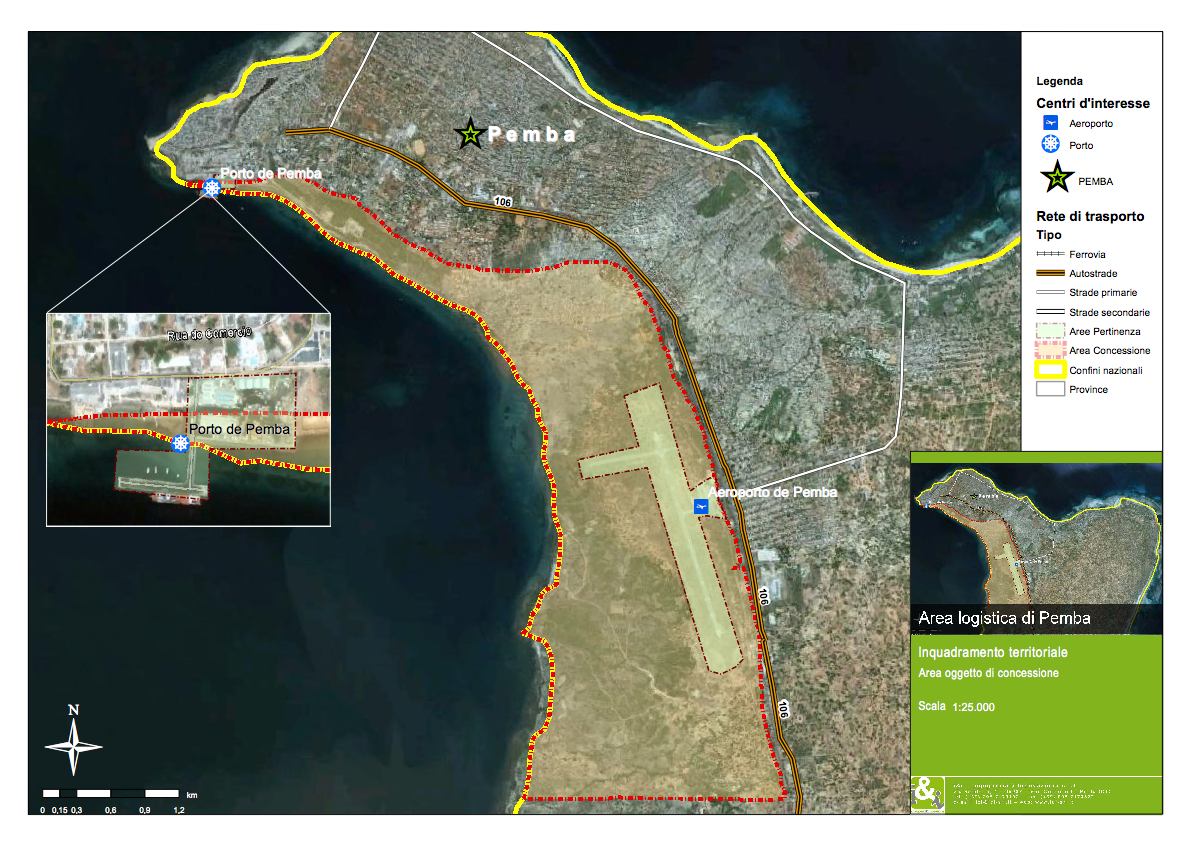 Pemba
Porto de Pemba
106
Rua do Comercio
Porto de Pemba
Aeroporto de Pemba
106
106
N
0 0,15 0,3 0,6 0,9 1,2
km
Legenda
Centri d'interesse
Aeroporto
Porto
PEMBA
Rete di trasporto
Tipo
Ferrovia
Autostrade
Strade primarie
Strade secondarie
Aree Pertinenza
Area Concessione
Confini nazionali
Province
Pemba
Area logistica di Pemba
Inquadramento territoriale
Area oggetto di concessione
Scala 1:25.000
&